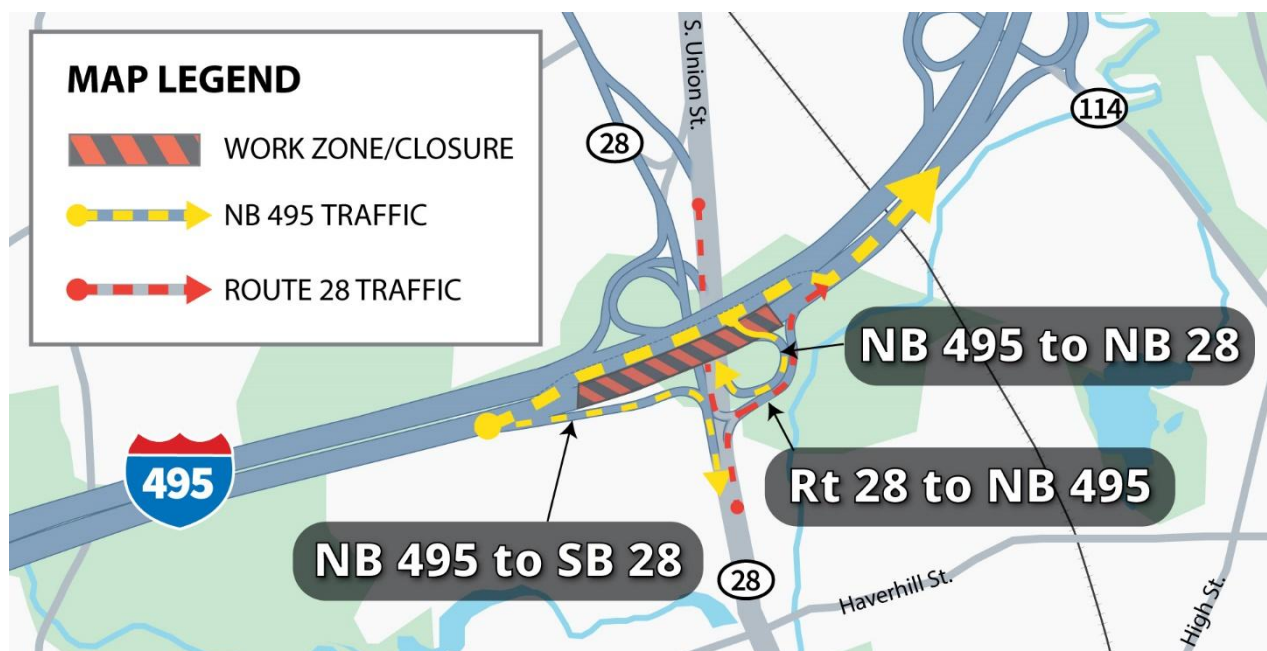 MAP LEGEND
WORK ZONE/CLOSURE
NB 495 TRAFFIC
ROUTE 28 TRAFFIC
S. Union St.
28
114
NB 495 to NB 28
Rt 28 to NB 495
495
NB 495 to SB 28
28
Haverhill St.
High St.